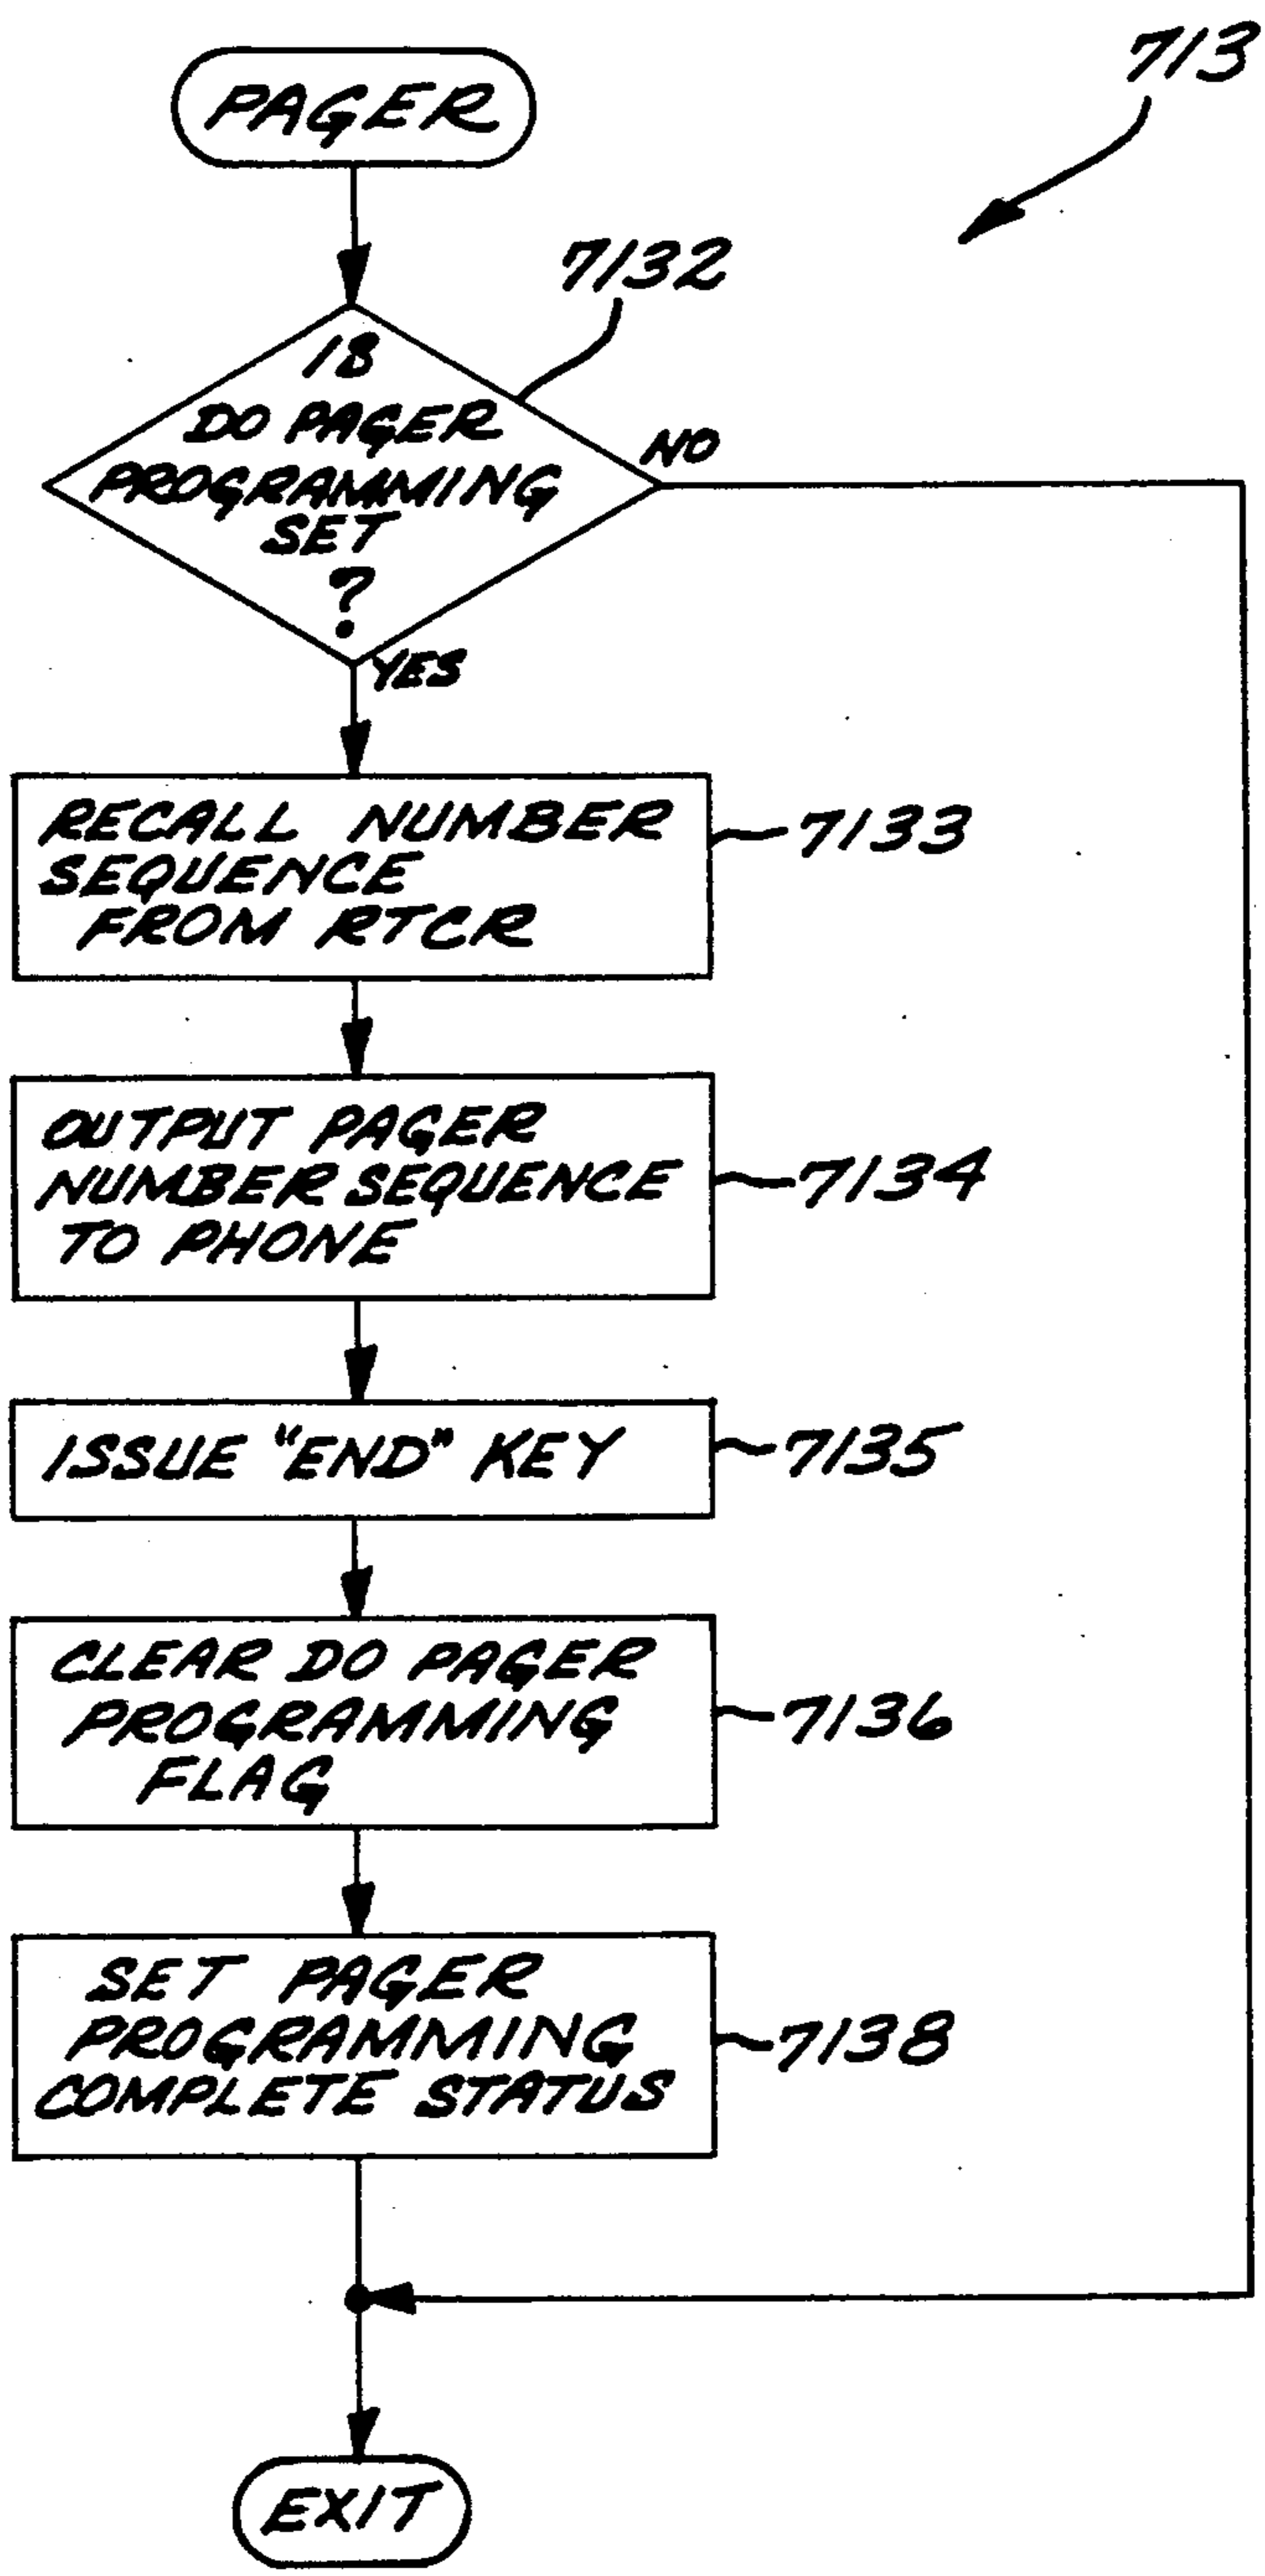 713
PAGER
7132
IS
DO PAGER
PROGRAMMING
SET
?
NO
YES
RECALL NUMBER
SEQUENCE
FROM RTCR
7133
OUTPUT PAGER
NUMBER SEQUENCE
TO PHONE
7134
ISSUE "END" KEY
7135
CLEAR DO PAGER
PROGRAMMING
FLAG
7136
SET PAGER
PROGRAMMING
COMPLETE STATUS
7138
EXIT